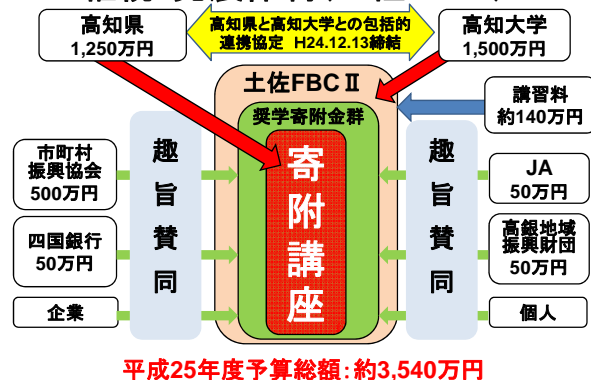 高知県
1,250万円
高知県と高知大学との包括的
連携協定 H24.12.13締結
高知大学
1,500万円
土佐FBCⅡ
奨学寄附金群
寄附講座
講習料
約140万円
趣旨賛同
趣旨賛同
市町村
振興協会
500万円
四国銀行
50万円
企業
JA
50万円
高銀地域
振興財団
50万円
個人
平成25年度予算総額：約3,540万円